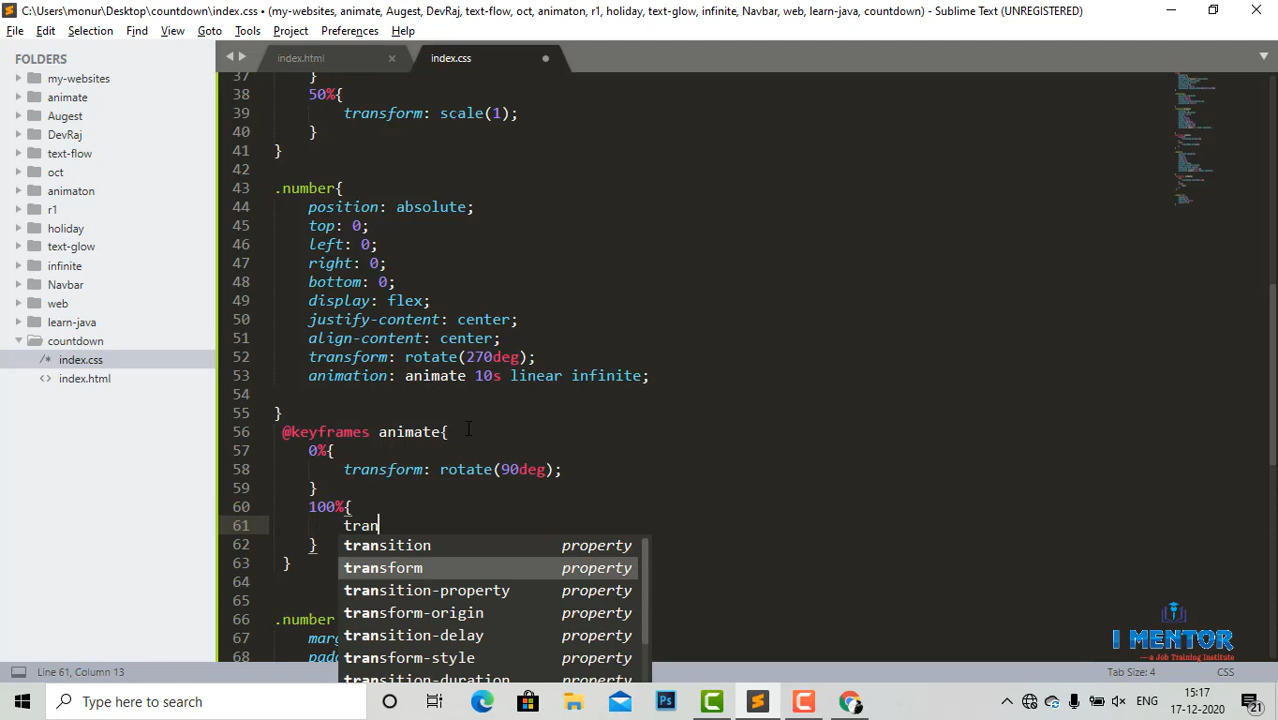 C:\Users\monur\Desktop\countdown\index.css • (my-websites, animate, Augest, DevRaj, text-flow, oct, animaton, r1, holiday, text-glow, infinite, Navbar, web, learn-java, countdown) - Sublime Text (UNREGISTERED)
File Edit Selection Find View Goto Tools Project Preferences Help
FOLDERS
my-websites
animate
Augest
DevRaj
text-flow
oct
animaton
r1
holiday
text-glow
infinite
Navbar
web
learn-java
countdown
index.css
index.html
index.html index.css
37 }
38 50%{
39 transform: scale(1);
40 }
41 }
42
43 .number{
44 position: absolute;
45 top: 0;
46 left: 0;
47 right: 0;
48 bottom: 0;
49 display: flex;
50 justify-content: center;
51 align-content: center;
52 transform: rotate(270deg);
53 animation: animate 10s linear infinite;
54
55 }
56 @keyframes animate{
57 0%{
58 transform: rotate(90deg);
59 }
60 100%{
61 tran
62 }
63 }
64
65
66 .number
67 marg
68 padd
transition property
transform property
transition-property property
transform-origin property
transition-delay property
transform-style property
transition-duration property
I MENTOR
—a Job Training Institute
Line 61, Column 13 Tab Size: 4 CSS
Type here to search
ENG
15:17
17-12-2020
21